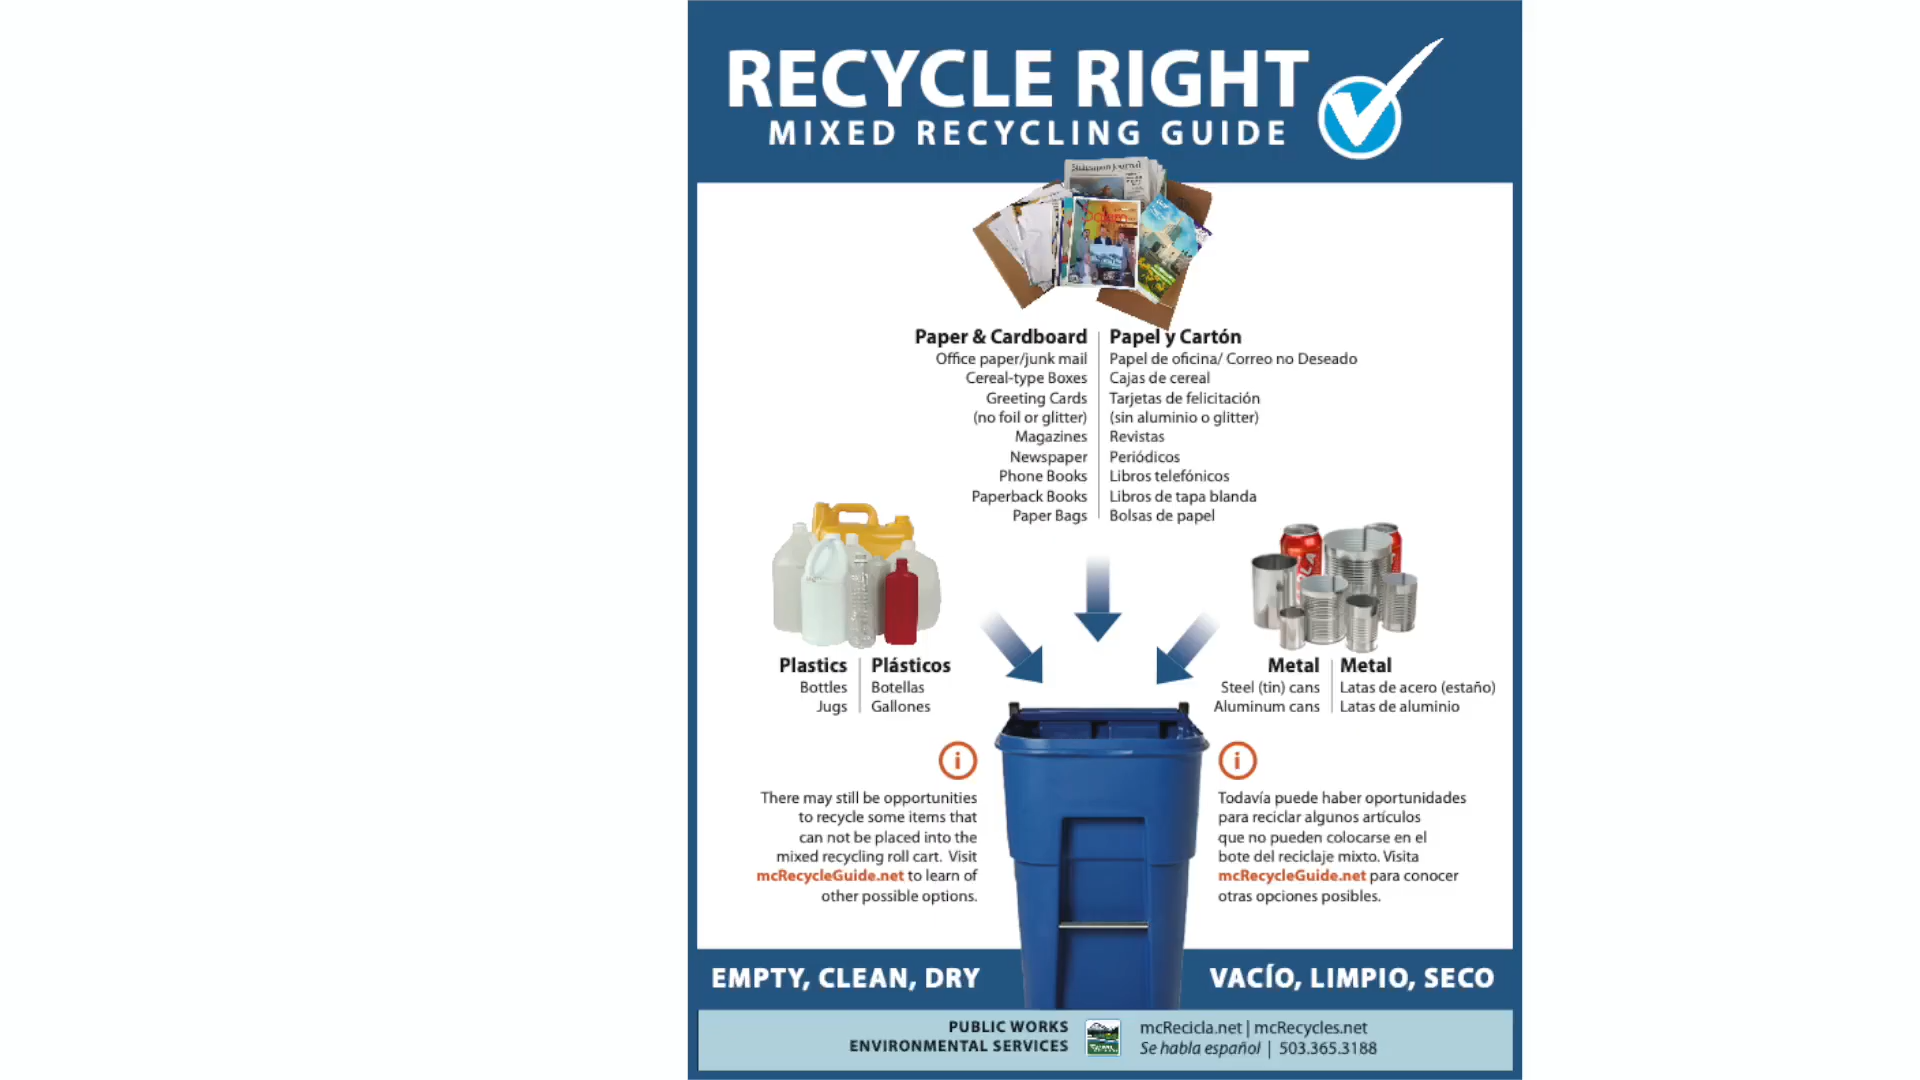 RECYCLE RIGHT
MIXED RECYCLING GUIDE
Statesman Journal
Paper & Cardboard
Office paper/junk mail
Cereal-type Boxes
Greeting Cards
(no foil or glitter)
Magazines
Newspaper
Phone Books
Paperback Books
Paper Bags
Papel y Cartón
Papel de oficina/ Correo no Deseado
Cajas de cereal
Tarjetas de felicitación
(sin aluminio o glitter)
Revistas
Periódicos
Libros telefónicos
Libros de tapa blanda
Bolsas de papel
Plastics
Bottles
Jugs
Plásticos
Botellas
Gallones
Metal
Steel (tin) cans
Aluminum cans
Metal
Latas de acero (estaño)
Latas de aluminio
i
There may still be opportunities
to recycle some items that
can not be placed into the
mixed recycling roll cart. Visit
mcRecycleGuide.net to learn of
other possible options.
i
Todavía puede haber oportunidades
para reciclar algunos artículos
que no pueden colocarse en el
bote del reciclaje mixto. Visita
mcRecycleGuide.net para conocer
otras opciones posibles.
EMPTY, CLEAN, DRY
VACÍO, LIMPIO, SECO
PUBLIC WORKS
ENVIRONMENTAL SERVICES
mcRecicla.net | mcRecycles.net
Se habla español | 503.365.3188